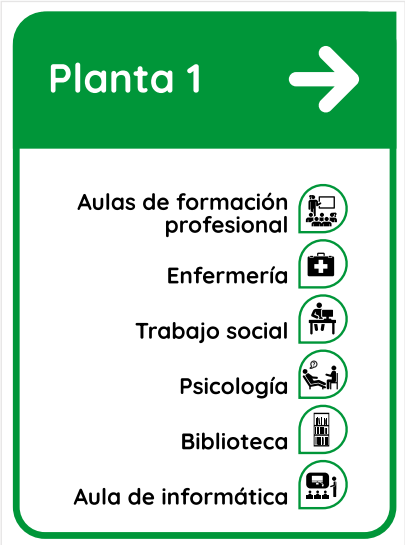 Planta 1
Aulas de formación
profesional
Enfermería
Trabajo social
Psicología
Biblioteca
Aula de informática